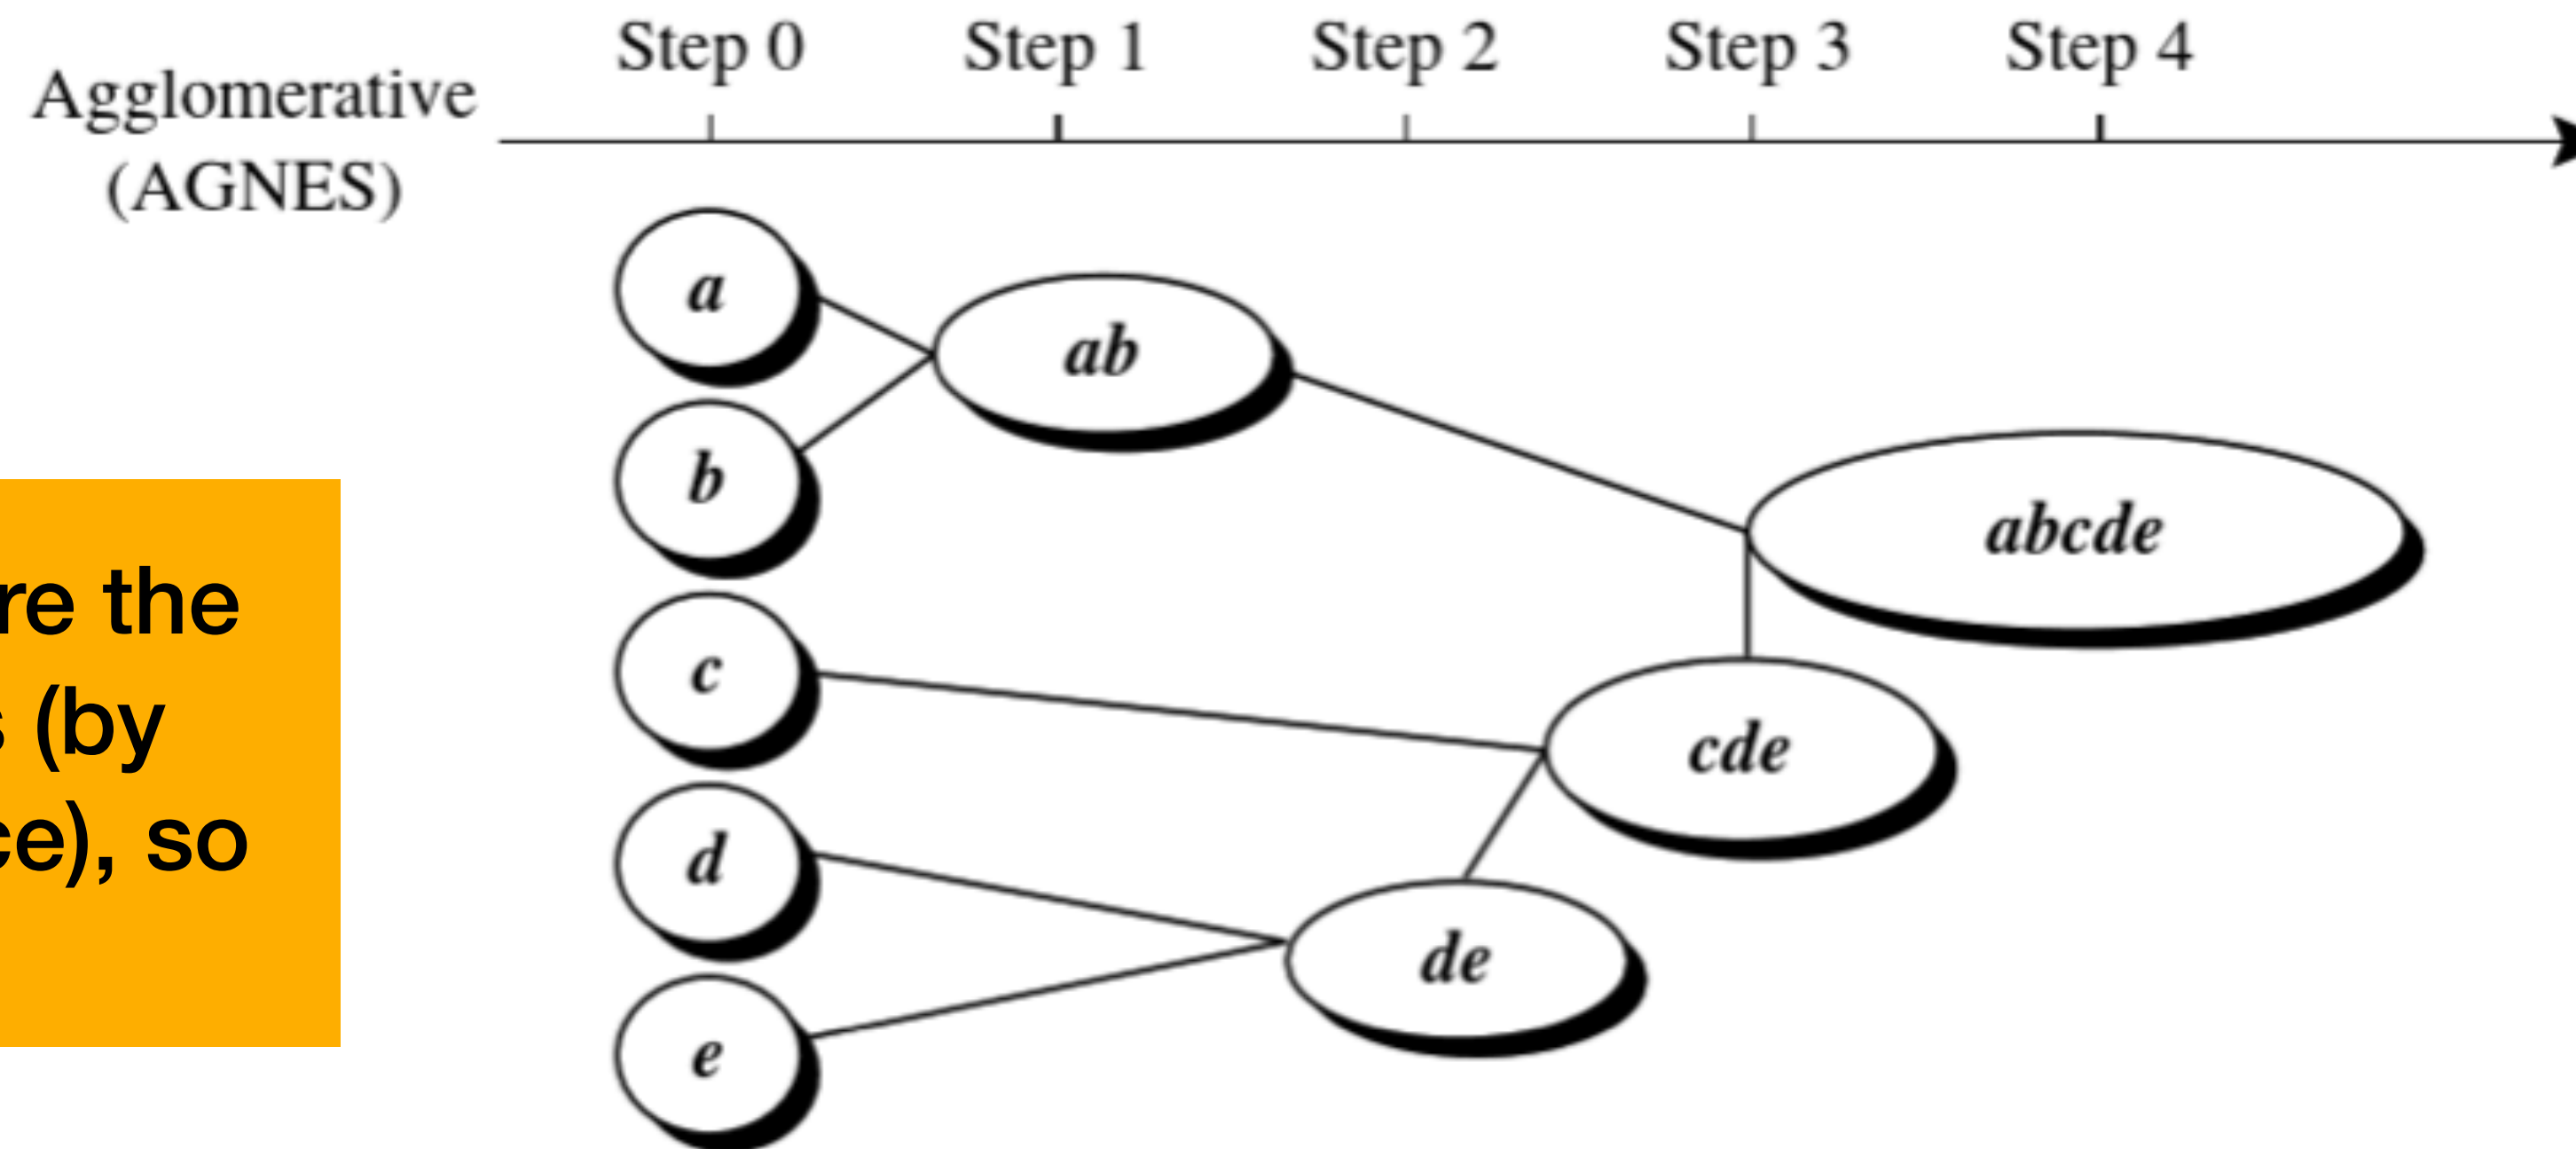 Step 0 Step 1 Step 2 Step 3 Step 4
Agglomerative
(AGNES)
a
ab
b
abcde
c
cde
d
de
e
re the
s (by
ce), so